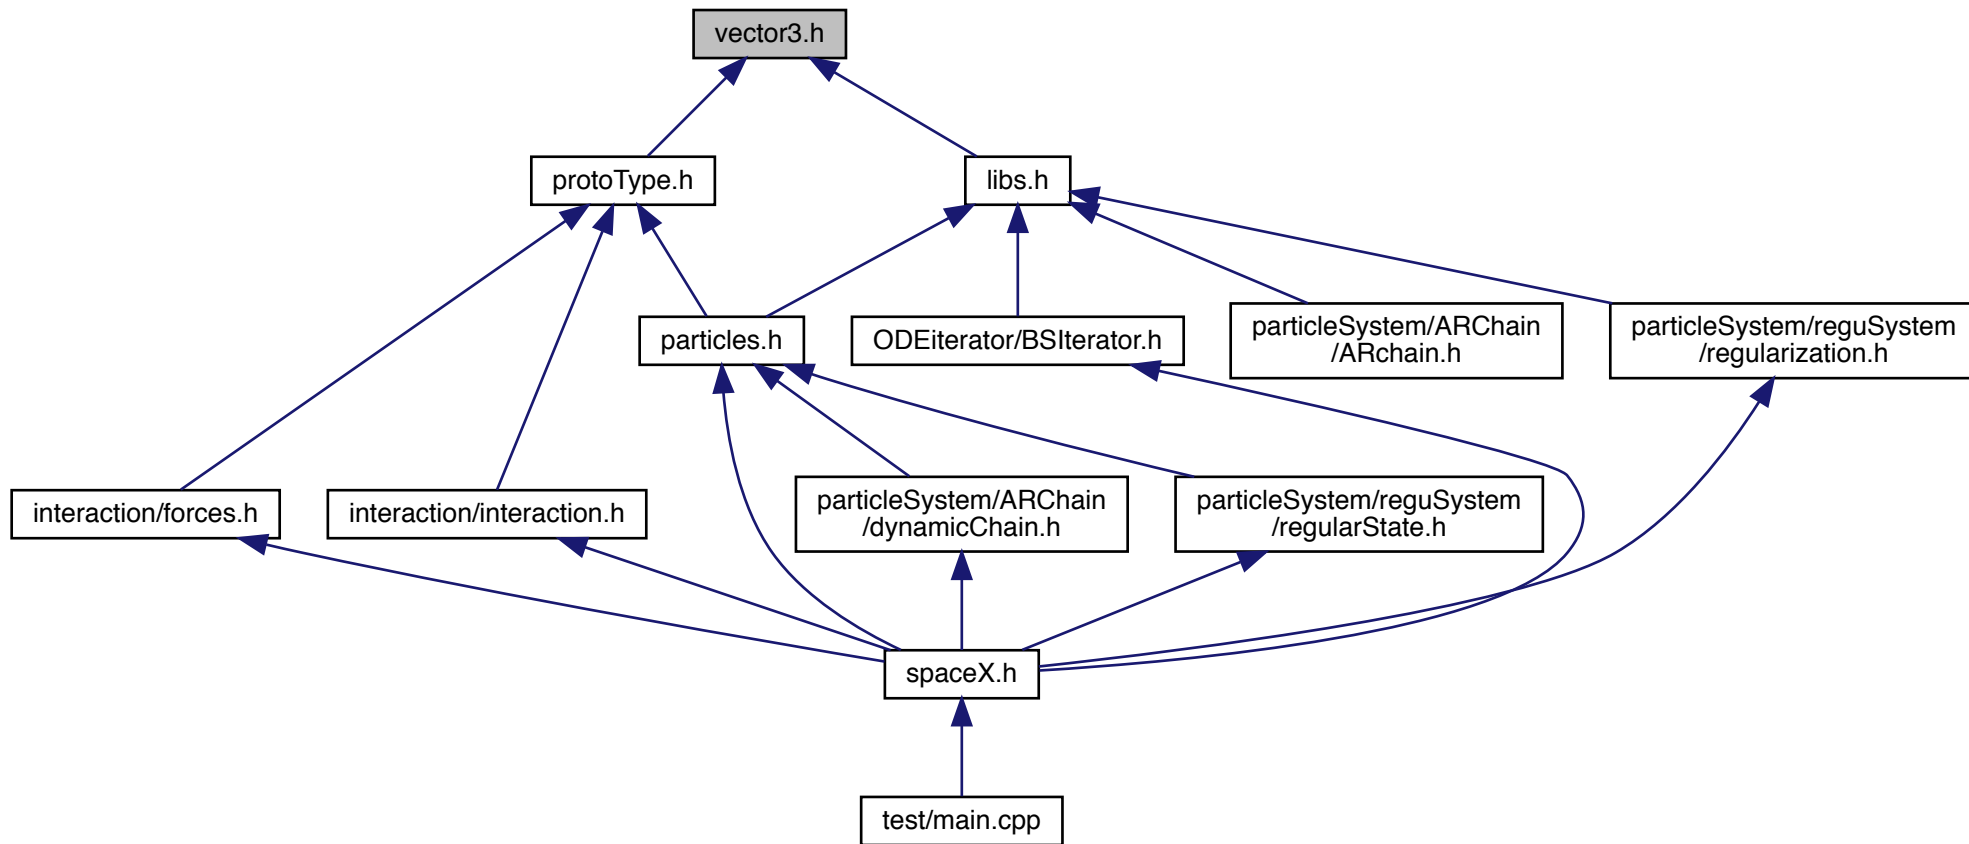 vector3.h
protoType.h
libs.h
particles.h
ODEiterator/BSIterator.h
particleSystem/ARChain
/ARchain.h
particleSystem/reguSystem
/regularization.h
interaction/forces.h
interaction/interaction.h
particleSystem/ARChain
/dynamicChain.h
particleSystem/reguSystem
/regularState.h
spaceX.h
test/main.cpp